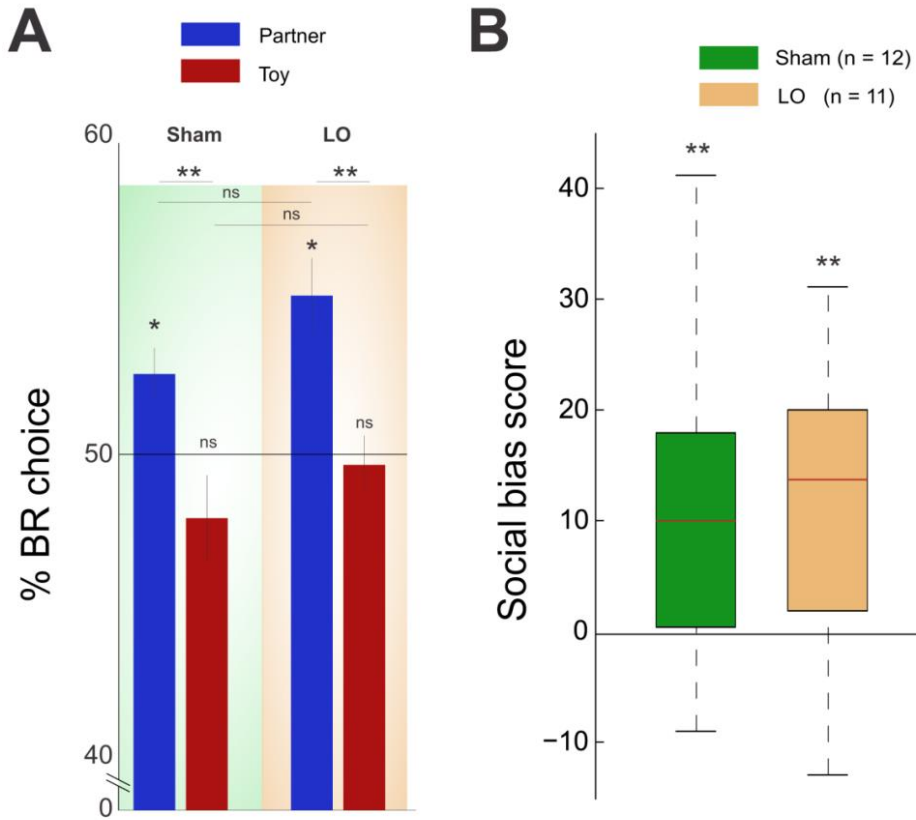 A
Partner
Toy
60
Sham
LO
**
**
ns
ns
*
*
ns
ns
50
40
0
% BR choice
B
Sham (n = 12)
LO (n = 11)
**
**
40
30
20
10
0
−10
Social bias score